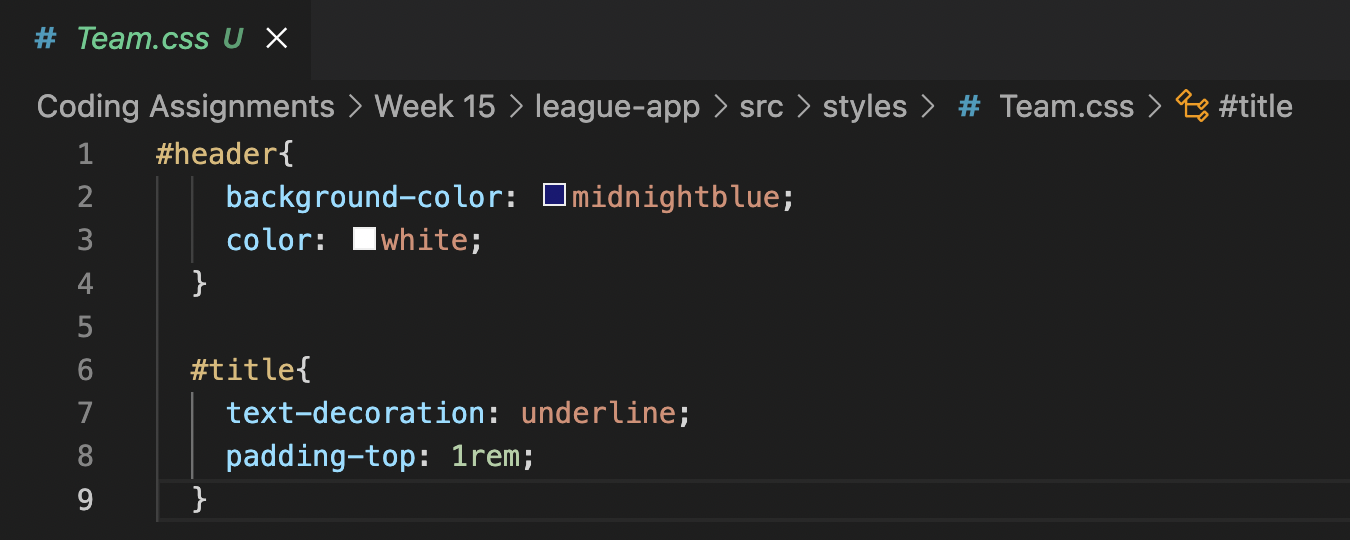 # Team.css U ×
Coding Assignments > Week 15 > league-app > src > styles > # Team.css > #title
1 #header{
2     background-color: midnightblue;
3     color: white;
4   }
5
6   #title{
7     text-decoration: underline;
8     padding-top: 1rem;
9   }